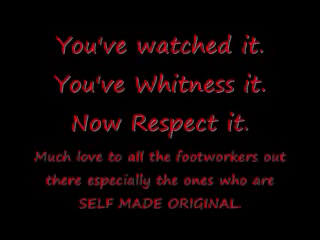 You've watched it.
You've Whitness it.
Now Respect it.
Much love to all the footworkers out
there especially the ones who are
SELF MADE ORIGINAL.